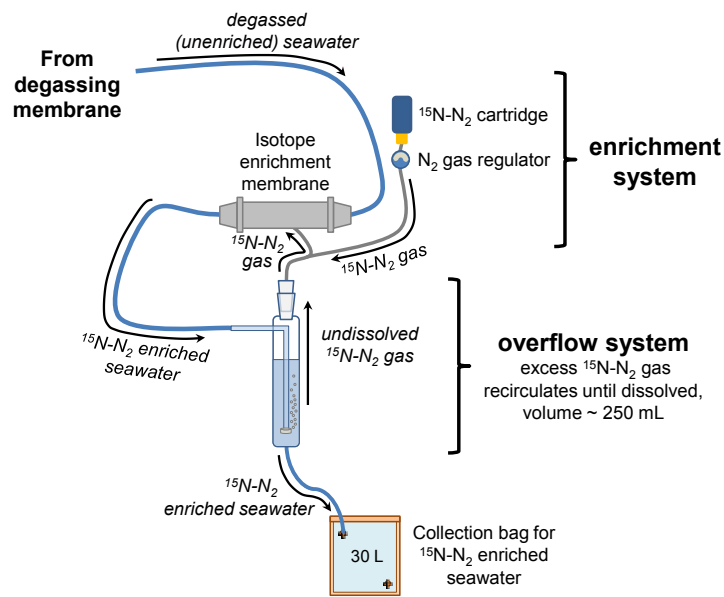 degassed
(unenriched) seawater
From
degassing
membrane
¹⁵N-N₂ cartridge
N₂ gas regulator
enrichment
system
Isotope
enrichment
membrane
¹⁵N-N₂
gas
¹⁵N-N₂ gas
¹⁵N-N₂ enriched
seawater
undissolved
¹⁵N-N₂ gas
overflow system
excess ¹⁵N-N₂ gas
recirculates until dissolved,
volume ~ 250 mL
¹⁵N-N₂
enriched seawater
30 L
Collection bag for
¹⁵N-N₂ enriched
seawater